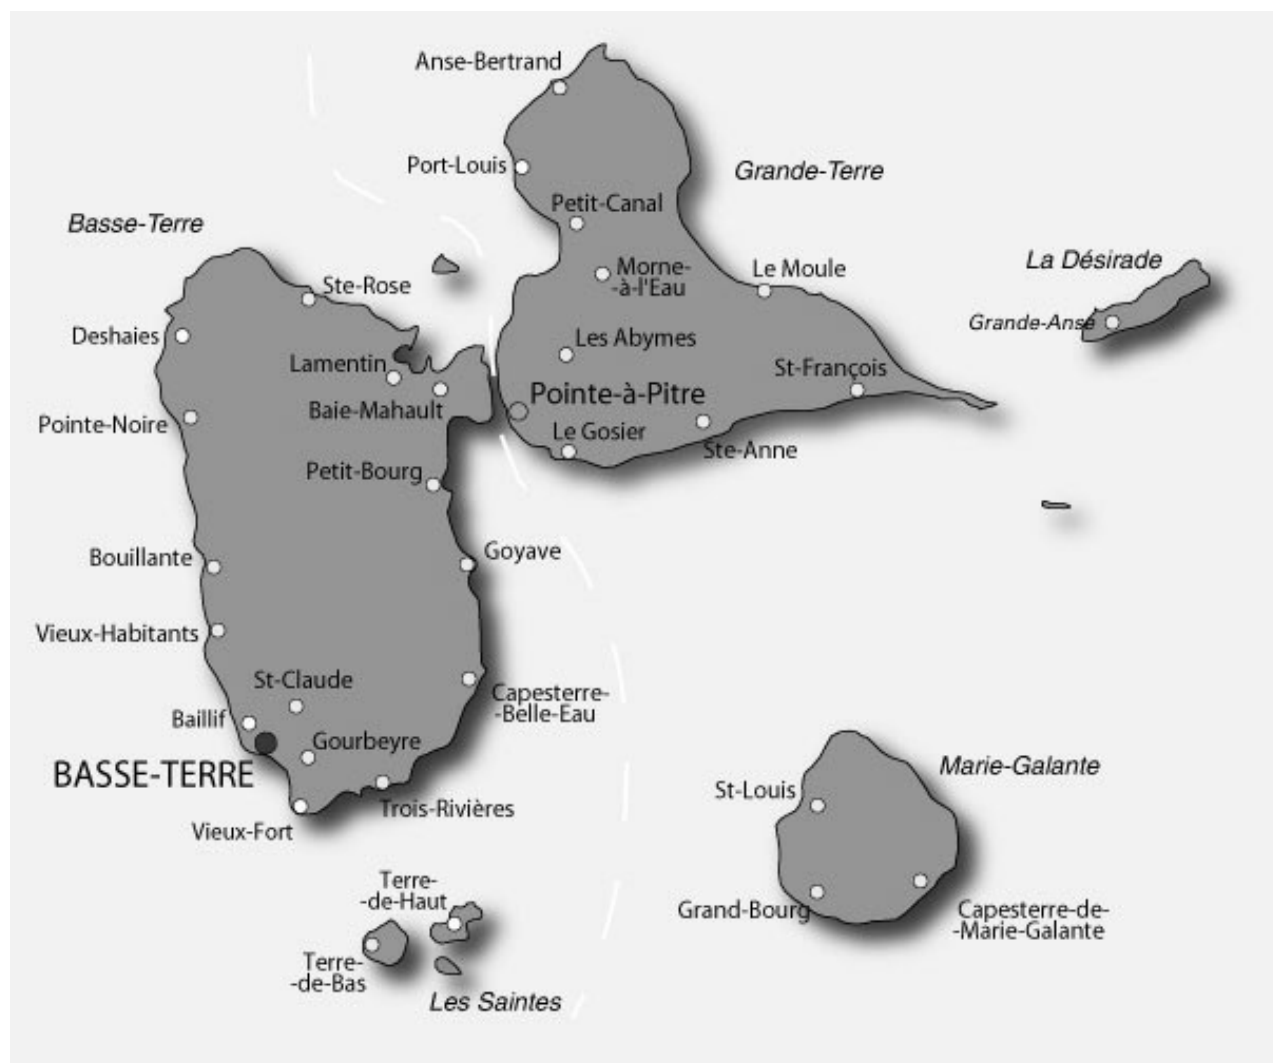 Anse-Bertrand
Port-Louis
Grande-Terre
Petit-Canal
Basse-Terre
La Désirade
Morne-
-à-l'Eau
Le Moule
Ste-Rose
Grande-Anse
Deshaies
Les Abymes
Lamentin
St-François
Pointe-à-Pitre
Baie-Mahault
Pointe-Noire
Le Gosier
Ste-Anne
Petit-Bourg
Goyave
Bouillante
Vieux-Habitants
St-Claude
Capesterre-
-Belle-Eau
Baillif
Gourbeyre
BASSE-TERRE
Marie-Galante
St-Louis
Trois-Rivières
Vieux-Fort
Terre-
-de-Haut
Grand-Bourg
Capesterre-de-
-Marie-Galante
Terre-
-de-Bas
Les Saintes